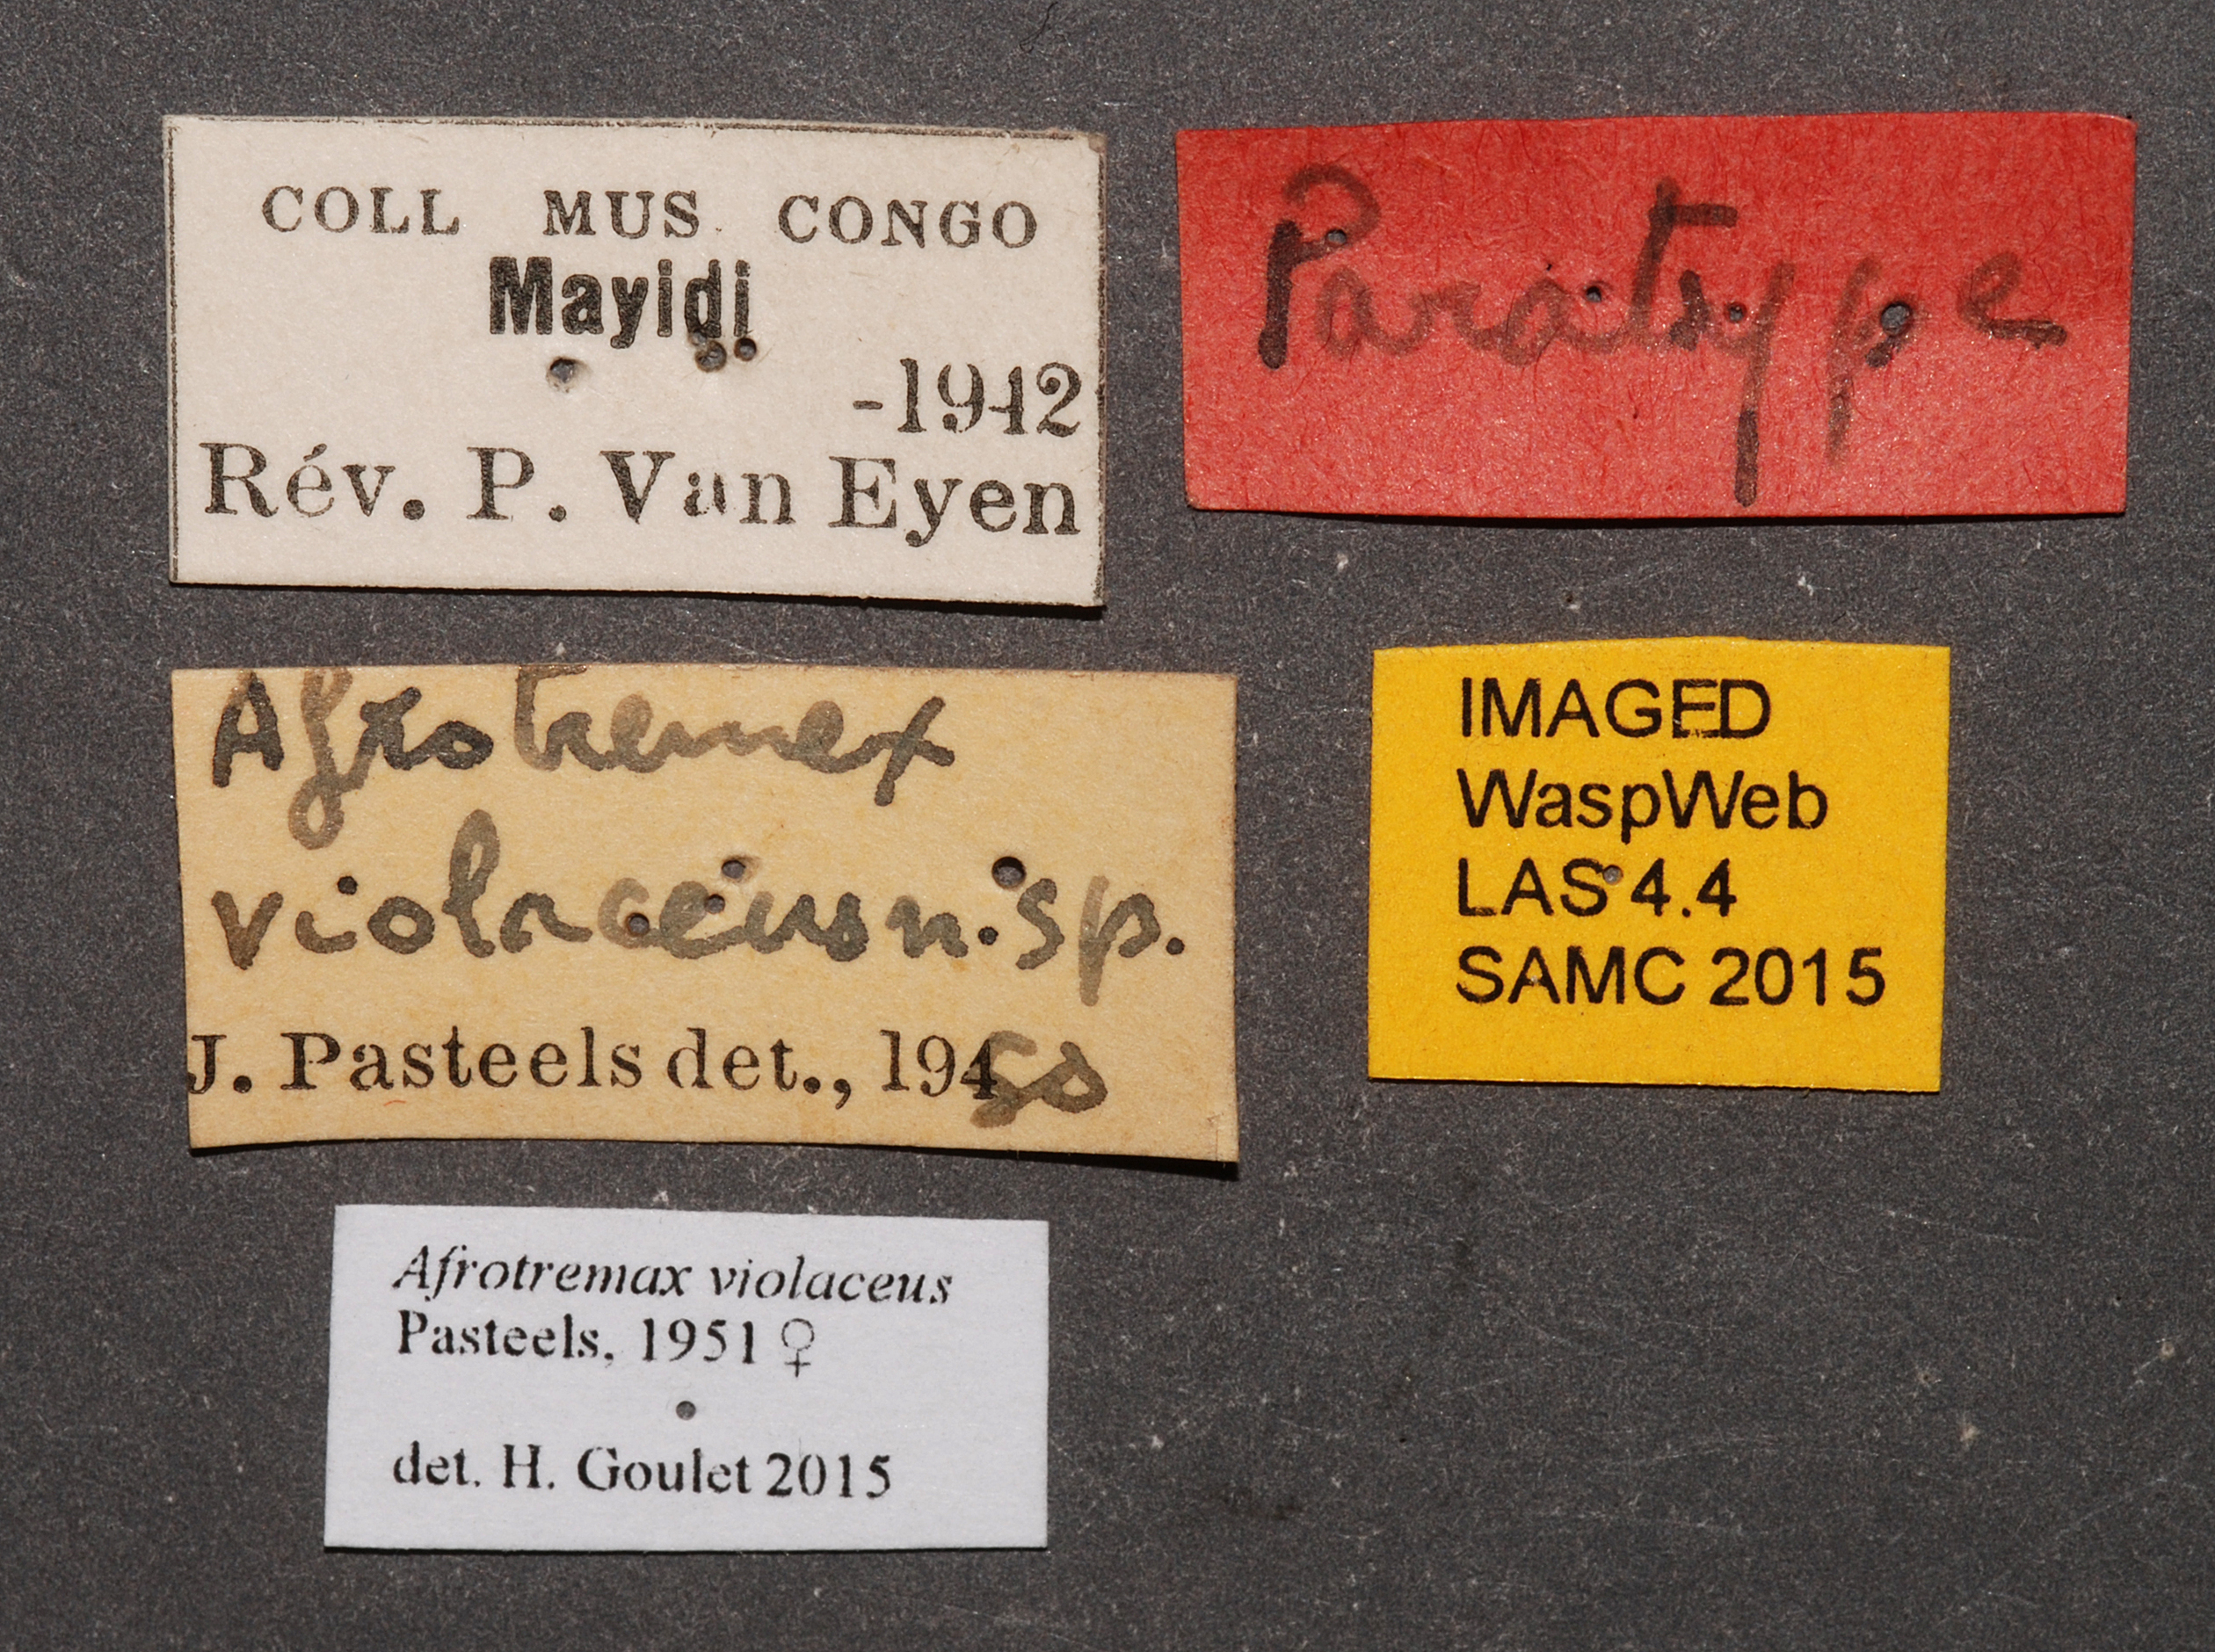 COLL MUS. CONGO
Mayidi
-1942
Rév. P. Van Eyen
Paratype
Afrotremex
violaceus n.sp.
J. Pasteels det., 1950
IMAGED
WaspWeb
LAS 4.4
SAMC 2015
Afrotremax violaceus
Pasteels, 1951 ♀
det. H. Goulet 2015